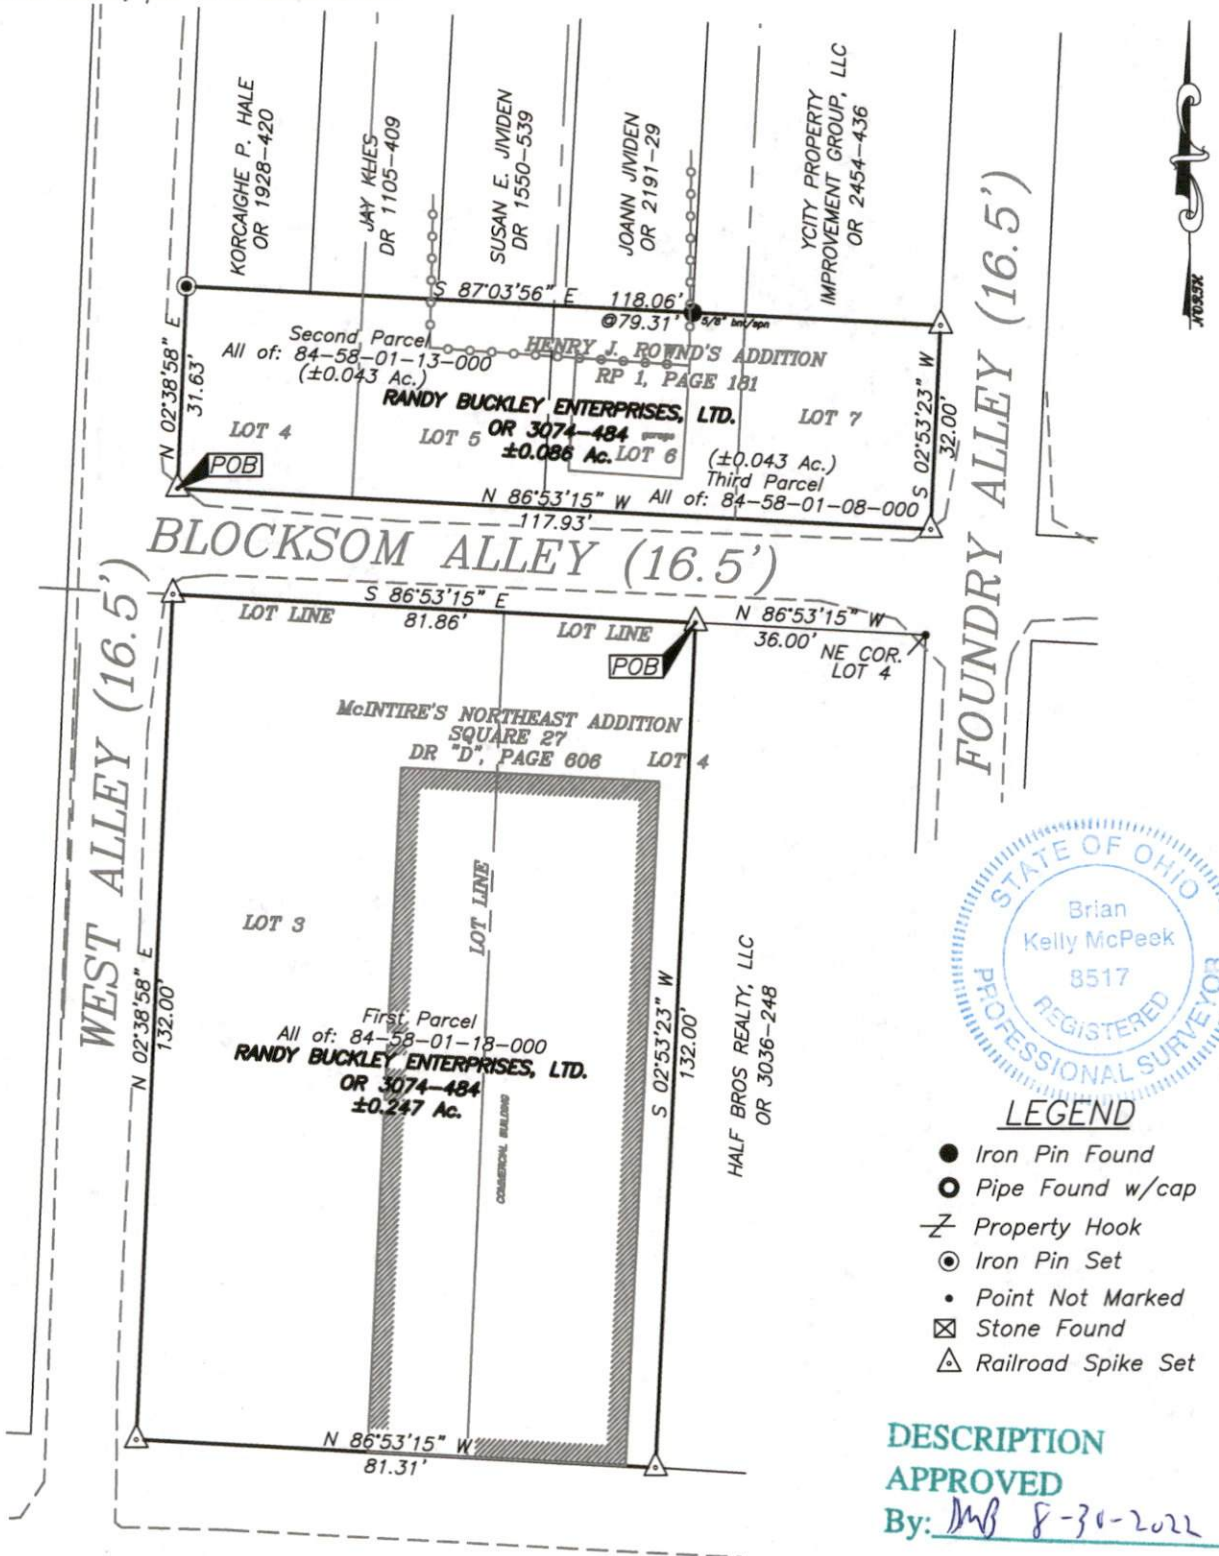 KORCAIGHE P. HALE
OR 1928-420
JAY KLIES
DR 1105-409
SUSAN E. JIVIDEN
DR 1550-539
JOANN JIVIDEN
OR 2191-29
YCITY PROPERTY
IMPROVEMENT GROUP, LLC
OR 2454-436
NORTH
S 87°03'56" E
118.06'
@79.31'
5/8"
N 02°38'58" E
31.63'
Second Parcel
All of: 84-58-01-13-000
(±0.043 Ac.)
HENRY J. ROWND'S ADDITION
RP 1, PAGE 181
RANDY BUCKLEY ENTERPRISES, LTD.
OR 3074-484
±0.086 Ac.
garage
LOT 4
LOT 5
LOT 6
LOT 7
(±0.043 Ac.)
Third Parcel
All of: 84-58-01-08-000
S 02°53'23" W
32.00'
POB
N 86°53'15" W
117.93'
BLOCKSOM ALLEY (16.5')
FOUNDRY ALLEY (16.5')
WEST ALLEY (16.5')
S 86°53'15" E
81.86'
LOT LINE
LOT LINE
N 86°53'15" W
36.00'
NE COR.
LOT 4
POB
McINTIRE'S NORTHEAST ADDITION
SQUARE 27
DR "D", PAGE 606
LOT 4
LOT LINE
LOT 3
N 02°38'58" E
132.00'
First Parcel
All of: 84-58-01-18-000
RANDY BUCKLEY ENTERPRISES, LTD.
OR 3074-484
±0.247 Ac.
COMMERCIAL BUILDING
S 02°53'23" W
132.00'
HALF BROS REALTY, LLC
OR 3036-248
N 86°53'15" W
81.31'
STATE OF OHIO
Brian
Kelly McPeek
8517
REGISTERED
PROFESSIONAL SURVEYOR
LEGEND
Iron Pin Found
Pipe Found w/cap
Property Hook
Iron Pin Set
Point Not Marked
Stone Found
Railroad Spike Set
DESCRIPTION
APPROVED
By: 8-30-2022